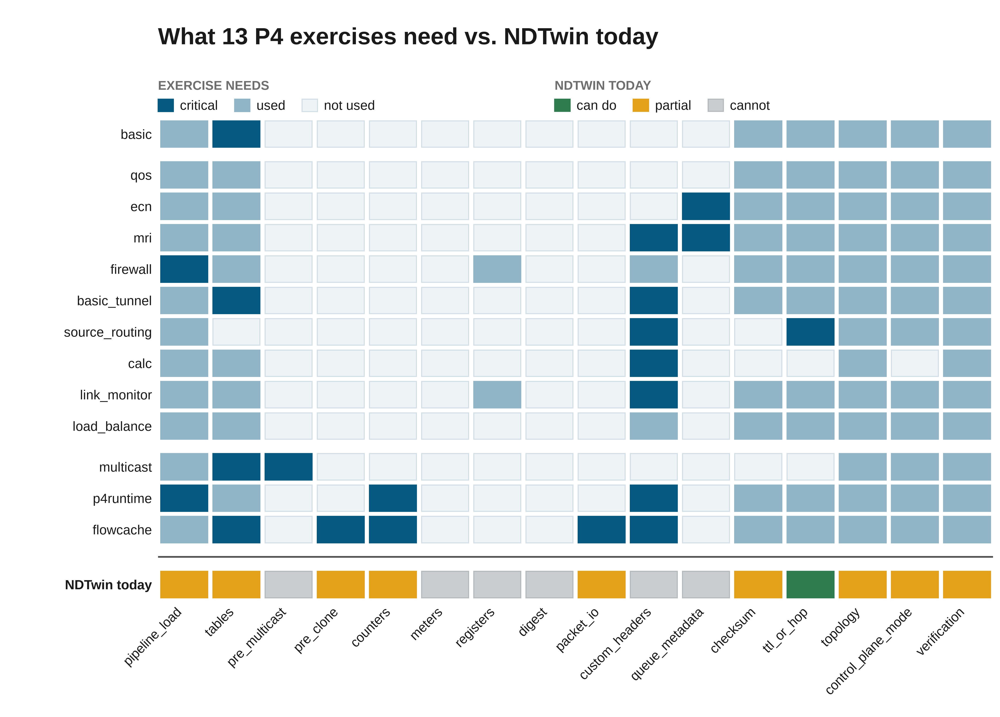 What 13 P4 exercises need vs. NDTwin today
EXERCISE NEEDS
critical
used
not used
NDTWIN TODAY
can do
partial
cannot
basic
qos
ecn
mri
firewall
basic_tunnel
source_routing
calc
link_monitor
load_balance
multicast
p4runtime
flowcache
NDTwin today
pipeline_load
tables
pre_multicast
pre_clone
counters
meters
registers
digest
packet_io
custom_headers
queue_metadata
checksum
ttl_or_hop
topology
control_plane_mode
verification